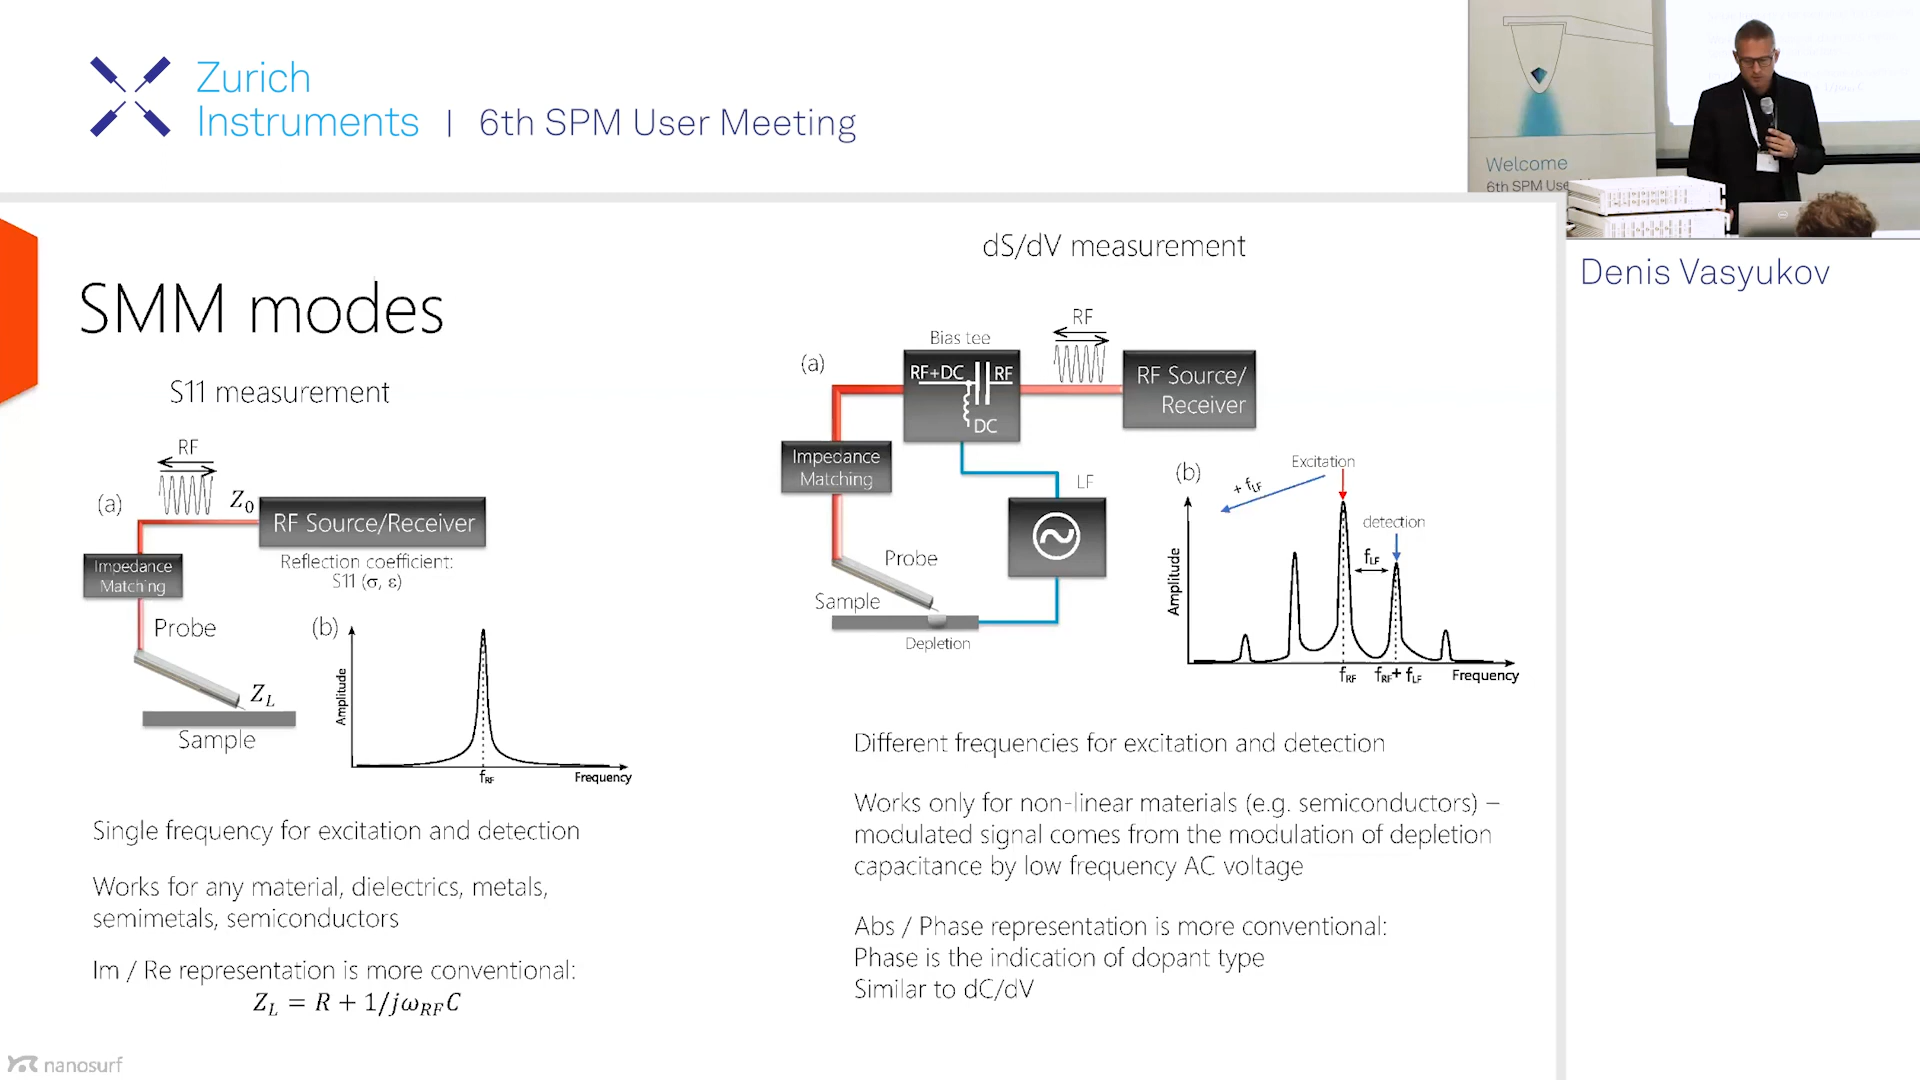 Zurich
Instruments | 6th SPM User Meeting
Welcome
6th SPM Use
Denis Vasyukov
SMM modes
S11 measurement
RF
(a)
Z₀
RF Source/Receiver
Impedance
Matching
Reflection coefficient:
S11 (σ, ε)
Probe
Z_L
Sample
(b)
Amplitude
f_RF
Frequency
Single frequency for excitation and detection
Works for any material, dielectrics, metals,
semimetals, semiconductors
Im / Re representation is more conventional:
Z_L = R + 1/jω_RF C
dS/dV measurement
(a)
Bias tee
RF+DC
RF
DC
RF
RF Source/
Receiver
Impedance
Matching
LF
Probe
Sample
Depletion
(b)
Excitation
+ f_LF
detection
f_LF
Amplitude
f_RF
f_RF + f_LF
Frequency
Different frequencies for excitation and detection
Works only for non-linear materials (e.g. semiconductors) –
modulated signal comes from the modulation of depletion
capacitance by low frequency AC voltage
Abs / Phase representation is more conventional:
Phase is the indication of dopant type
Similar to dC/dV
nanosurf